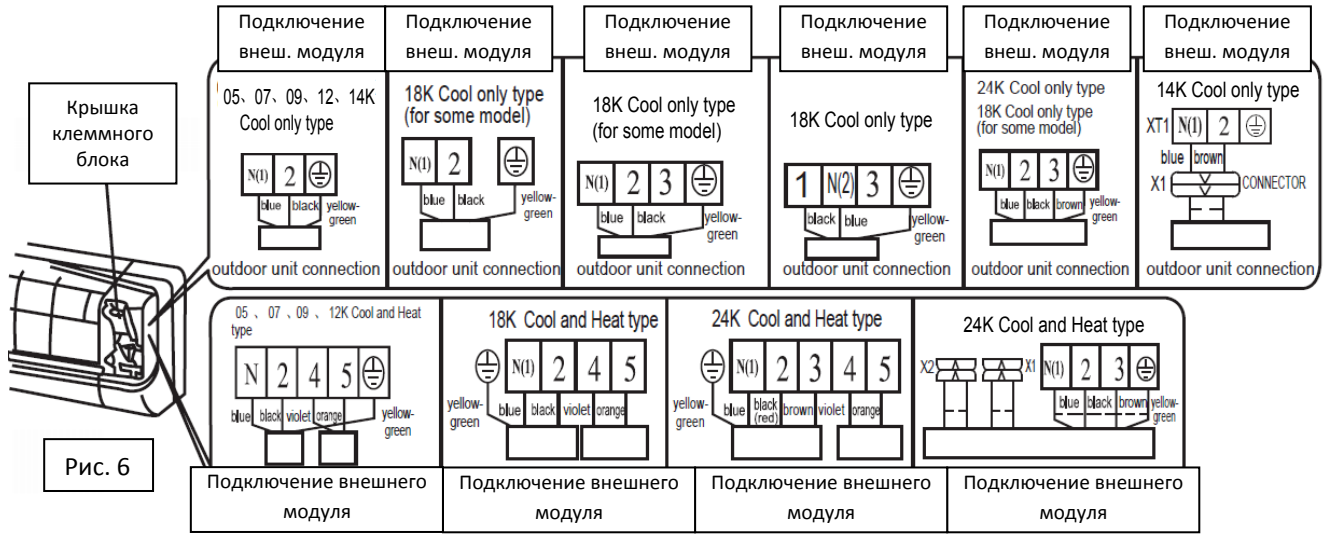 Подключение
внеш. модуля
Подключение
внеш. модуля
Подключение
внеш. модуля
Подключение
внеш. модуля
Подключение
внеш. модуля
Подключение
внеш. модуля
Крышка
клеммного
блока
05、07、09、12、14K
Cool only type
N(1) 2
blue black yellow-
green
outdoor unit connection
18K Cool only type
(for some model)
N(1) 2
blue black yellow-
green
outdoor unit connection
18K Cool only type
(for some model)
N(1) 2 3
blue black yellow-
green
outdoor unit connection
18K Cool only type
1 N(2) 3
black blue yellow-
green
outdoor unit connection
24K Cool only type
18K Cool only type
(for some model)
N(1) 2 3
blue black brown yellow-
green
outdoor unit connection
14K Cool only type
XT1 N(1) 2
blue brown
X1 CONNECTOR
outdoor unit connection
05 、 07 、09 、 12K Cool and Heat
type
N 2 4 5
blue black violet orange yellow-
green
18K Cool and Heat type
N(1) 2 4 5
yellow-
green blue black violet orange
24K Cool and Heat type
N(1) 2 3 4 5
yellow-
green blue black
(red) brown violet orange
24K Cool and Heat type
X2 X1 N(1) 2 3
blue black brown yellow-
green
Рис. 6
Подключение внешнего
модуля
Подключение внешнего
модуля
Подключение внешнего
модуля
Подключение внешнего
модуля